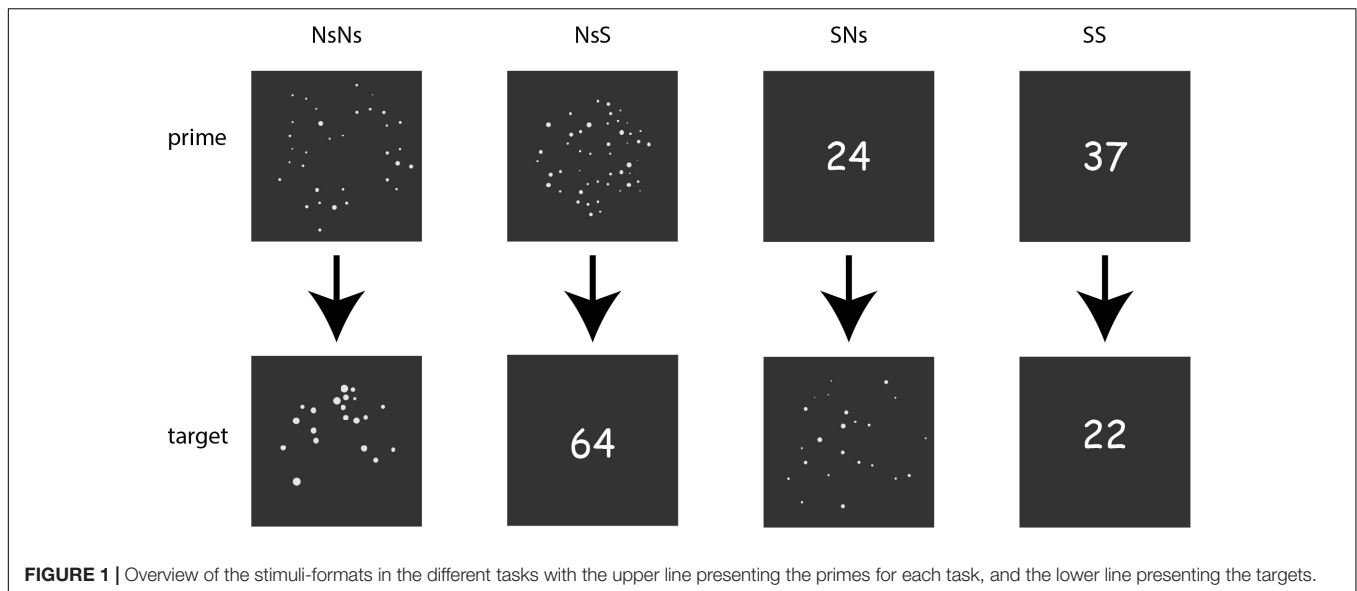 NsNs NsS SNs SS
prime
24 37
target
64 22
FIGURE 1 | Overview of the stimuli-formats in the different tasks with the upper line presenting the primes for each task, and the lower line presenting the targets.